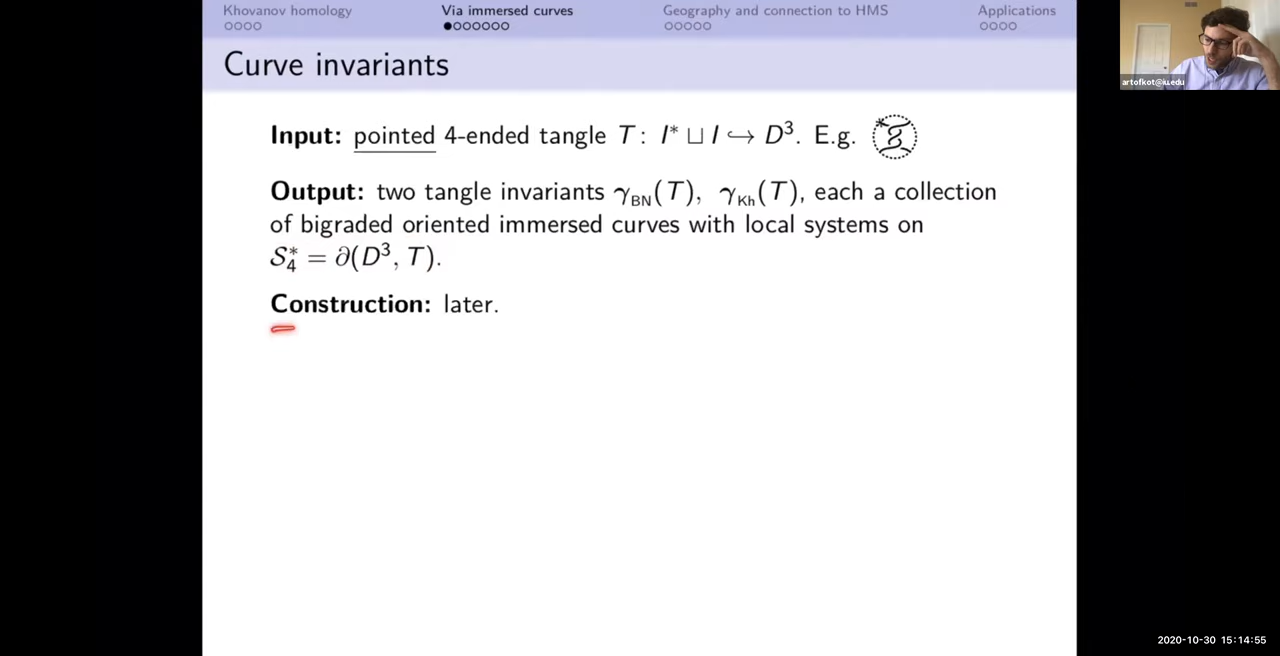 Khovanov homology
Via immersed curves
Geography and connection to HMS
Applications
Curve invariants
Input: pointed 4-ended tangle T : I* ⊔ I ↪ D³. E.g.
Output: two tangle invariants γ_BN(T), γ_Kh(T), each a collection
of bigraded oriented immersed curves with local systems on
S₄* = ∂(D³, T).
Construction: later.
artofkot@iu.edu
2020-10-30 15:14:55